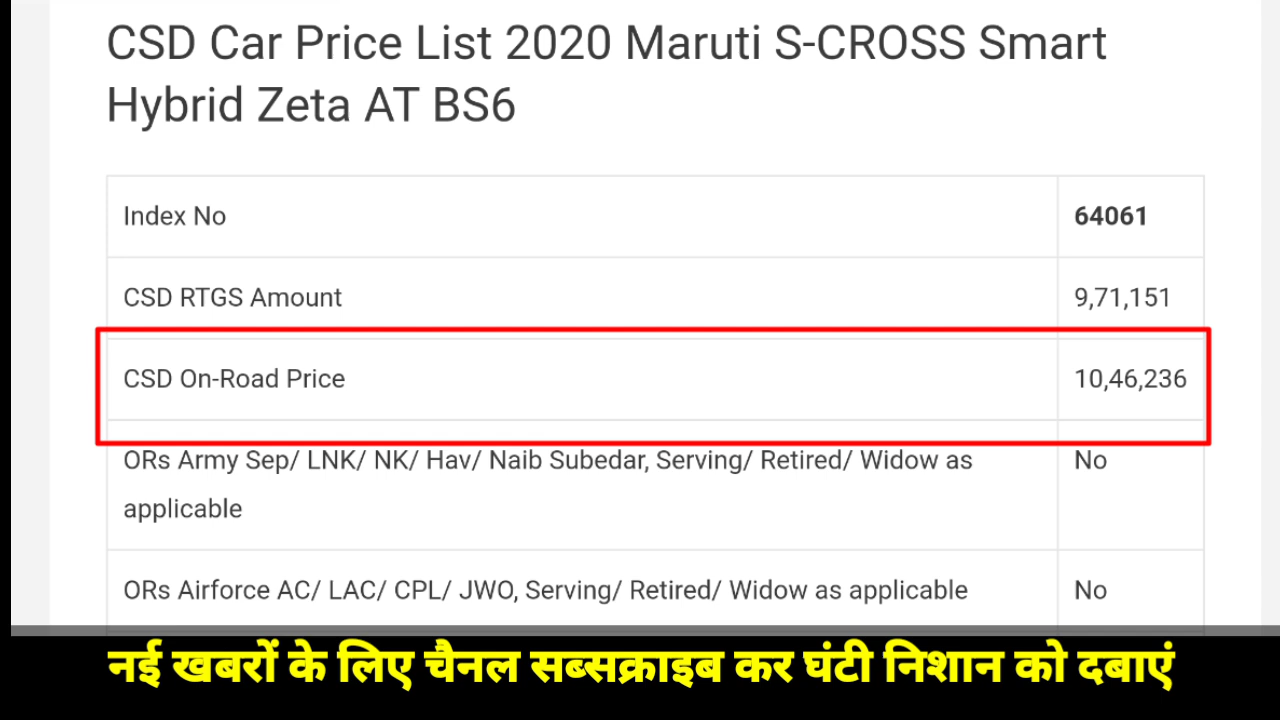 CSD Car Price List 2020 Maruti S-CROSS Smart
Hybrid Zeta AT BS6
Index No 64061
CSD RTGS Amount 9,71,151
CSD On-Road Price 10,46,236
ORs Army Sep/ LNK/ NK/ Hav/ Naib Subedar, Serving/ Retired/ Widow as No
applicable
ORs Airforce AC/ LAC/ CPL/ JWO, Serving/ Retired/ Widow as applicable No
नई खबरों के लिए चैनल सब्सक्राइब कर घंटी निशान को दबाएं